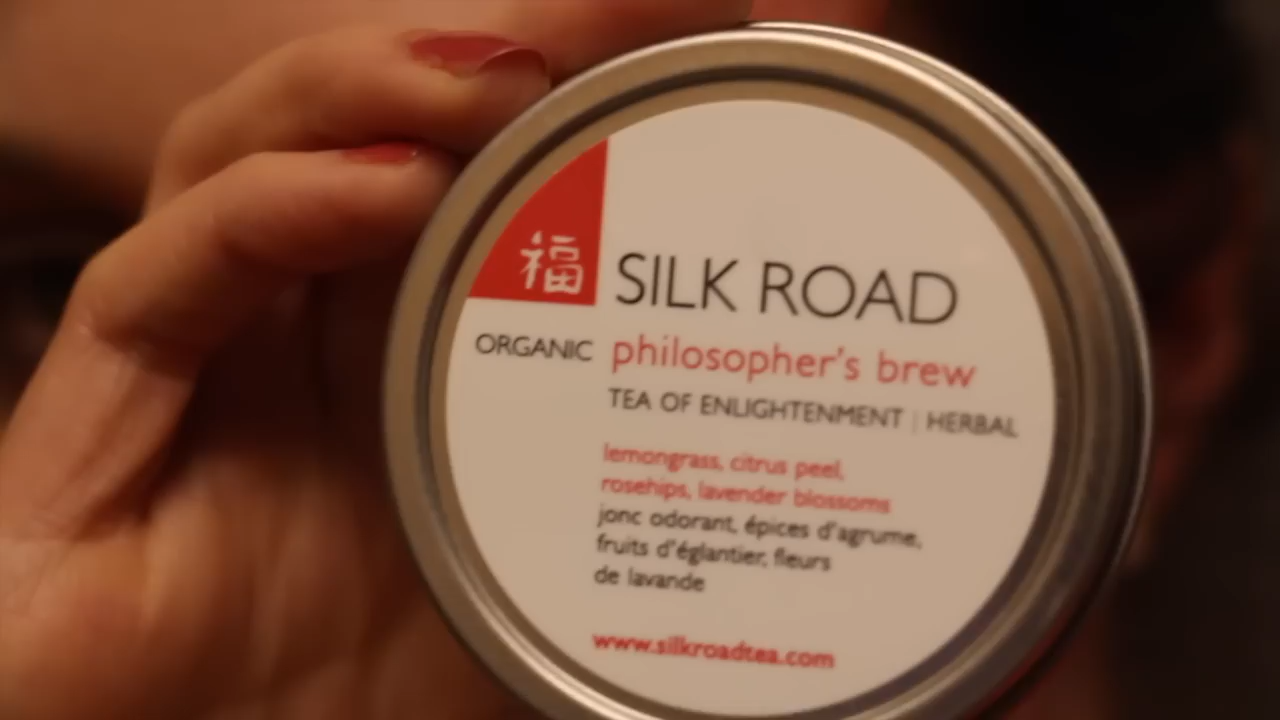 福
SILK ROAD
ORGANIC philosopher's brew
TEA OF ENLIGHTENMENT | HERBAL
lemongrass, citrus peel,
rosehips, lavender blossoms
jonc odorant, épices d'agrume,
fruits d'églantier, fleurs
de lavande
www.silkroadtea.com